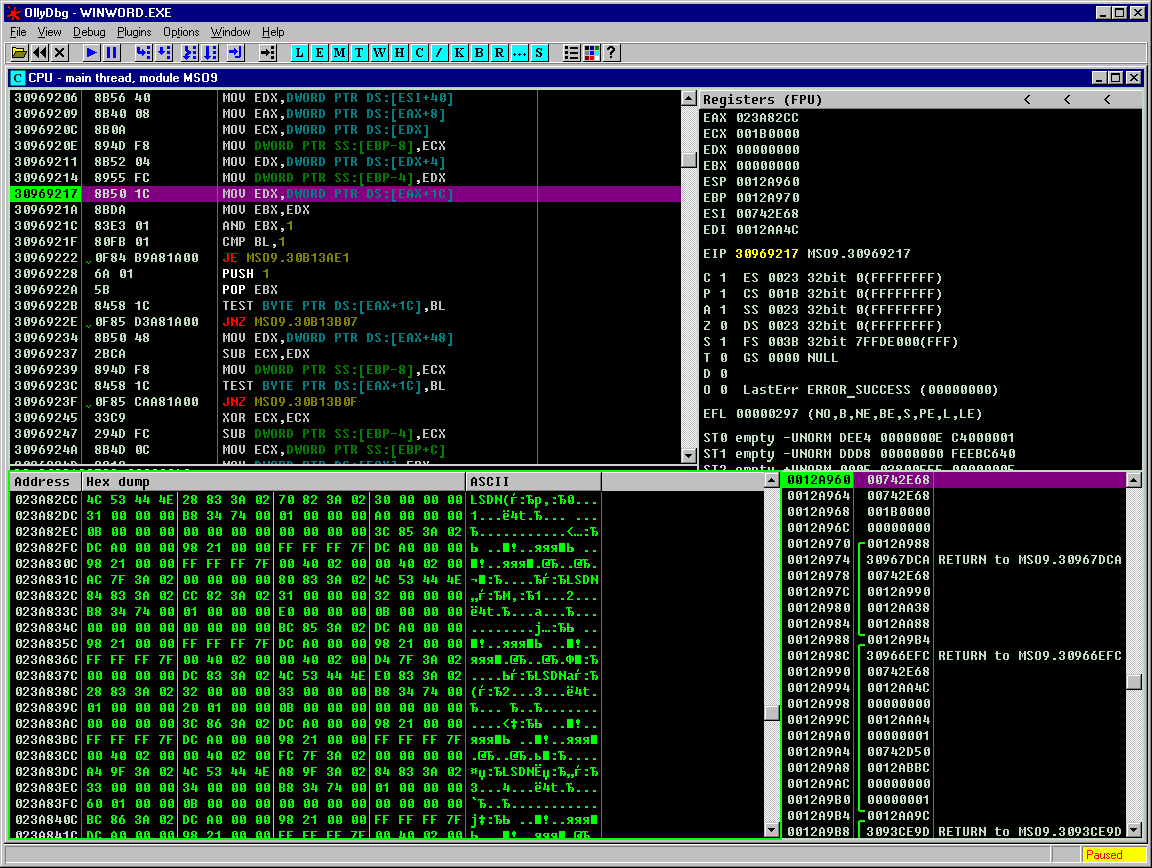 OllyDbg - WINWORD.EXE
File View Debug Plugins Options Window Help
L E M T W H C / K B R ... S ?
C CPU - main thread, module MSO9
30969206 8B56 40 MOV EDX,DWORD PTR DS:[ESI+40]
30969209 8B40 08 MOV EAX,DWORD PTR DS:[EAX+8]
3096920C 8B0A MOV ECX,DWORD PTR DS:[EDX]
3096920E 894D F8 MOV DWORD PTR SS:[EBP-8],ECX
30969211 8B52 04 MOV EDX,DWORD PTR DS:[EDX+4]
30969214 8955 FC MOV DWORD PTR SS:[EBP-4],EDX
30969217 8B50 1C MOV EDX,DWORD PTR DS:[EAX+1C]
3096921A 8BDA MOV EBX,EDX
3096921C 83E3 01 AND EBX,1
3096921F 80FB 01 CMP BL,1
30969222 0F84 B9A81A00 JE MSO9.30B13AE1
30969228 6A 01 PUSH 1
3096922A 5B POP EBX
3096922B 8458 1C TEST BYTE PTR DS:[EAX+1C],BL
3096922E 0F85 D3A81A00 JNZ MSO9.30B13B07
30969234 8B50 48 MOV EDX,DWORD PTR DS:[EAX+48]
30969237 2BCA SUB ECX,EDX
30969239 894D F8 MOV DWORD PTR SS:[EBP-8],ECX
3096923C 8458 1C TEST BYTE PTR DS:[EAX+1C],BL
3096923F 0F85 CAA81A00 JNZ MSO9.30B13B0F
30969245 33C9 XOR ECX,ECX
30969247 294D FC SUB DWORD PTR SS:[EBP-4],ECX
3096924A 8B4D 0C MOV ECX,DWORD PTR SS:[EBP+C]
Registers (FPU) < < <
EAX 023A82CC
ECX 001B0000
EDX 00000000
EBX 00000000
ESP 0012A960
EBP 0012A970
ESI 00742E68
EDI 0012AA4C
EIP 30969217 MSO9.30969217
C 1 ES 0023 32bit 0(FFFFFFFF)
P 1 CS 001B 32bit 0(FFFFFFFF)
A 1 SS 0023 32bit 0(FFFFFFFF)
Z 0 DS 0023 32bit 0(FFFFFFFF)
S 1 FS 003B 32bit 7FFDE000(FFF)
T 0 GS 0000 NULL
D 0
O 0 LastErr ERROR_SUCCESS (00000000)
EFL 00000297 (NO,B,NE,BE,S,PE,L,LE)
ST0 empty -UNORM DEE4 0000000E C4000001
ST1 empty -UNORM DDD8 00000000 FEEBC640
Address Hex dump ASCII
023A82CC 4C 53 44 4E 28 83 3A 02 70 82 3A 02 30 00 00 00 LSDN(ѓ:Ђp‚:Ђ0...
023A82DC 31 00 00 00 B8 34 74 00 01 00 00 00 A0 00 00 00
023A82EC 0B 00 00 00 00 00 00 00 00 00 00 00 3C 85 3A 02
023A82FC DC A0 00 00 98 21 00 00 FF FF FF 7F DC A0 00 00
023A830C 98 21 00 00 FF FF FF 7F 00 40 02 00 00 40 02 00
023A831C AC 7F 3A 02 00 00 00 00 80 83 3A 02 4C 53 44 4E
023A832C 84 83 3A 02 CC 82 3A 02 31 00 00 00 32 00 00 00
023A833C B8 34 74 00 01 00 00 00 E0 00 00 00 0B 00 00 00
023A834C 00 00 00 00 00 00 00 00 BC 85 3A 02 DC A0 00 00
023A835C 98 21 00 00 FF FF FF 7F DC A0 00 00 98 21 00 00
023A836C FF FF FF 7F 00 40 02 00 00 40 02 00 D4 7F 3A 02
023A837C 00 00 00 00 DC 83 3A 02 4C 53 44 4E E0 83 3A 02
023A838C 28 83 3A 02 32 00 00 00 33 00 00 00 B8 34 74 00
023A839C 01 00 00 00 20 01 00 00 0B 00 00 00 00 00 00 00
023A83AC 00 00 00 00 3C 86 3A 02 DC A0 00 00 98 21 00 00
023A83BC FF FF FF 7F DC A0 00 00 98 21 00 00 FF FF FF 7F
023A83CC 00 40 02 00 00 40 02 00 FC 7F 3A 02 00 00 00 00
023A83DC A4 9F 3A 02 4C 53 44 4E A8 9F 3A 02 84 83 3A 02
023A83EC 33 00 00 00 34 00 00 00 B8 34 74 00 01 00 00 00
023A83FC 60 01 00 00 0B 00 00 00 00 00 00 00 00 00 00 00
023A840C BC 86 3A 02 DC A0 00 00 98 21 00 00 FF FF FF 7F
023A841C DC A0 00 00 98 21 00 00 FF FF FF 7F 00 40 02 00
0012A960 00742E68
0012A964 00742E68
0012A968 001B0000
0012A96C 00000000
0012A970 0012A988
0012A974 30967DCA RETURN to MSO9.30967DCA
0012A978 00742E68
0012A97C 0012A990
0012A980 0012AA38
0012A984 0012AA88
0012A988 0012A9B4
0012A98C 30966EFC RETURN to MSO9.30966EFC
0012A990 00742E68
0012A994 0012AA4C
0012A998 00000000
0012A99C 0012AAA4
0012A9A0 00000001
0012A9A4 00742D50
0012A9A8 0012ABBC
0012A9AC 00000000
0012A9B0 00000001
0012A9B4 0012AA9C
0012A9B8 3093CE9D RETURN to MSO9.3093CE9D
Paused